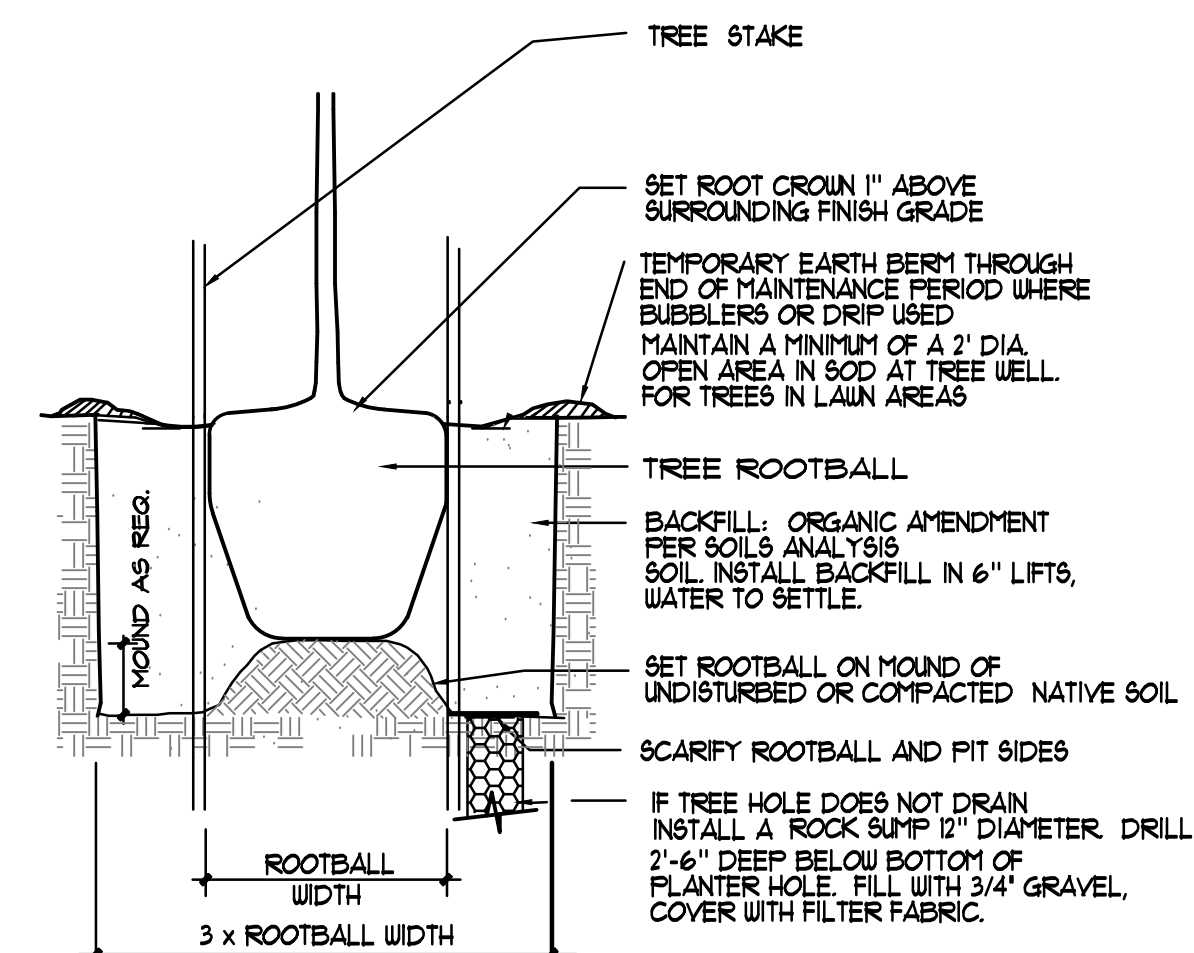 TREE STAKE
SET ROOT CROWN 1" ABOVE
SURROUNDING FINISH GRADE
TEMPORARY EARTH BERM THROUGH
END OF MAINTENANCE PERIOD WHERE
BUBBLERS OR DRIP USED
MAINTAIN A MINIMUM OF A 2' DIA.
OPEN AREA IN SOD AT TREE WELL.
FOR TREES IN LAWN AREAS
TREE ROOTBALL
BACKFILL: ORGANIC AMENDMENT
PER SOILS ANALYSIS
SOIL. INSTALL BACKFILL IN 6" LIFTS,
WATER TO SETTLE.
MOUND AS REQ.
SET ROOTBALL ON MOUND OF
UNDISTURBED OR COMPACTED NATIVE SOIL
SCARIFY ROOTBALL AND PIT SIDES
IF TREE HOLE DOES NOT DRAIN
INSTALL A ROCK SUMP 12" DIAMETER. DRILL
2'-6" DEEP BELOW BOTTOM OF
PLANTER HOLE. FILL WITH 3/4" GRAVEL,
COVER WITH FILTER FABRIC.
ROOTBALL
WIDTH
3 x ROOTBALL WIDTH